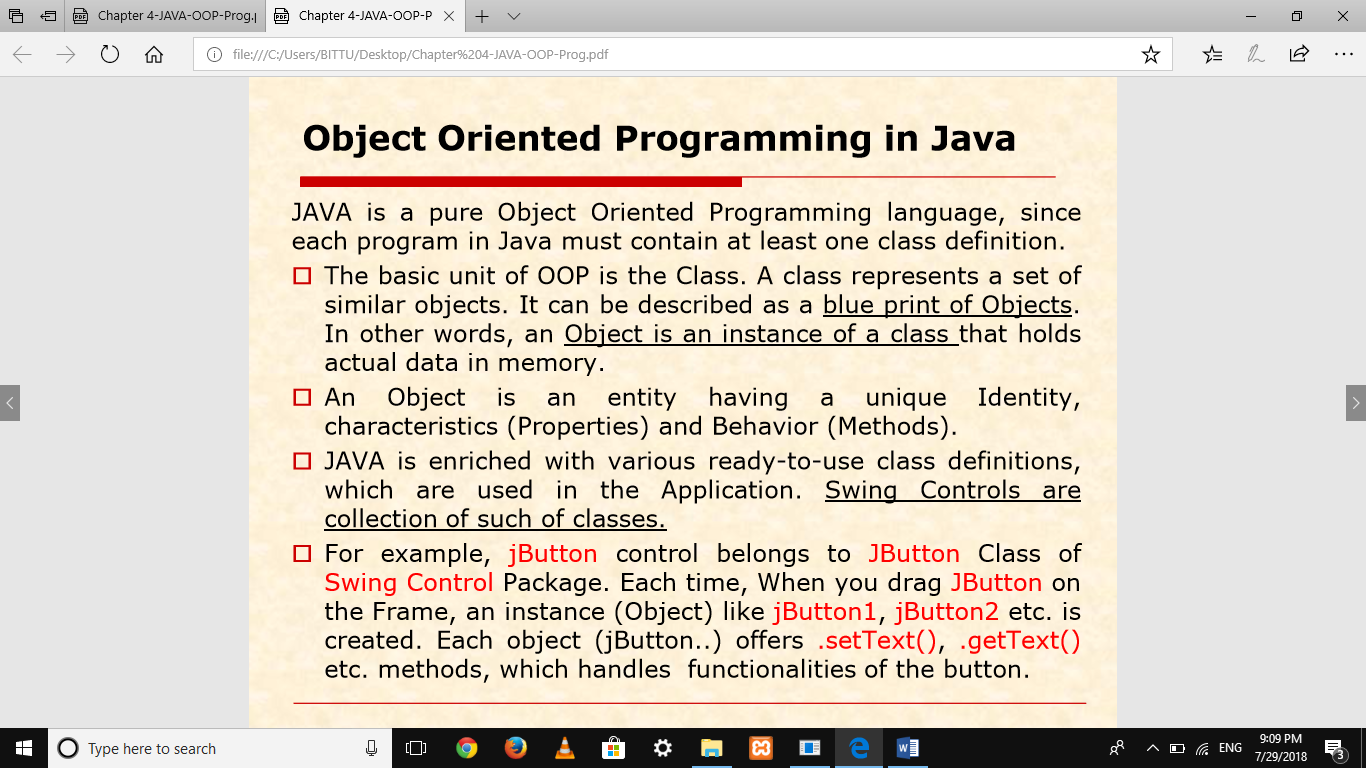 Chapter 4-JAVA-OOP-Prog.p
Chapter 4-JAVA-OOP-P
file:///C:/Users/BITTU/Desktop/Chapter%204-JAVA-OOP-Prog.pdf
Object Oriented Programming in Java
JAVA is a pure Object Oriented Programming language, since
each program in Java must contain at least one class definition.
The basic unit of OOP is the Class. A class represents a set of
similar objects. It can be described as a blue print of Objects.
In other words, an Object is an instance of a class that holds
actual data in memory.
An Object is an entity having a unique Identity,
characteristics (Properties) and Behavior (Methods).
JAVA is enriched with various ready-to-use class definitions,
which are used in the Application. Swing Controls are
collection of such of classes.
For example, jButton control belongs to JButton Class of
Swing Control Package. Each time, When you drag JButton on
the Frame, an instance (Object) like jButton1, jButton2 etc. is
created. Each object (jButton..) offers .setText(), .getText()
etc. methods, which handles functionalities of the button.
Type here to search
ENG
9:09 PM
7/29/2018
3